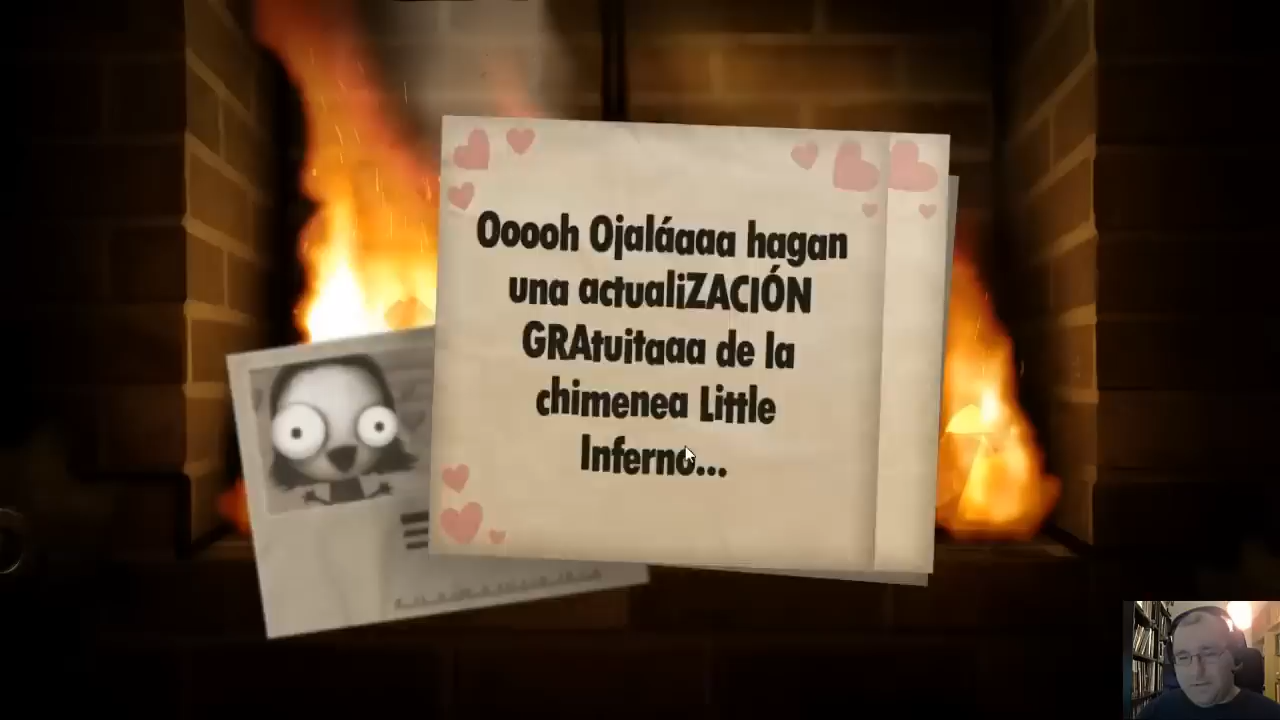 Ooooh Ojaláaaa hagan
una actualiZACIÓN
GRAtuitaaa de la
chimenea Little
Inferno...